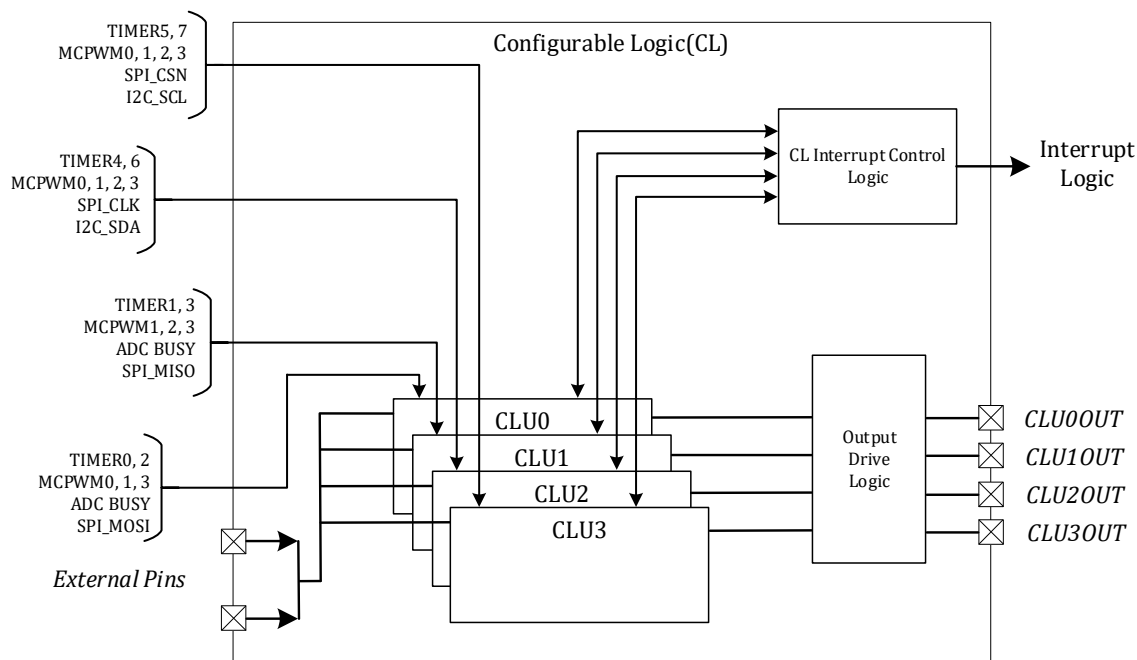 Configurable Logic(CL)
TIMER5, 7
MCPWM0, 1, 2, 3
SPI_CSN
I2C_SCL
TIMER4, 6
MCPWM0, 1, 2, 3
SPI_CLK
I2C_SDA
TIMER1, 3
MCPWM1, 2, 3
ADC BUSY
SPI_MISO
TIMER0, 2
MCPWM0, 1, 3
ADC BUSY
SPI_MOSI
External Pins
CL Interrupt Control
Logic
Interrupt
Logic
CLU0
CLU1
CLU2
CLU3
Output
Drive
Logic
CLU0OUT
CLU1OUT
CLU2OUT
CLU3OUT